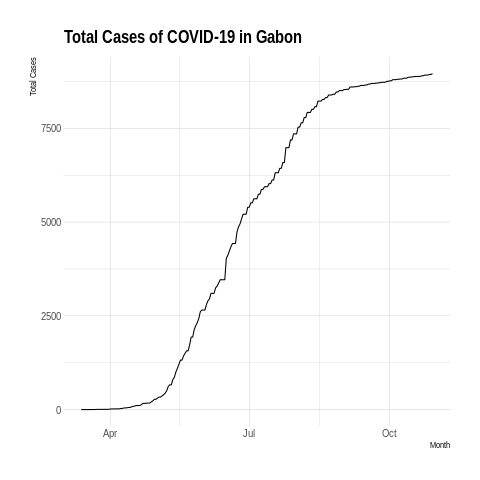 Total Cases of COVID-19 in Gabon
Total Cases
7500
5000
2500
0
Apr
Jul
Oct
Month